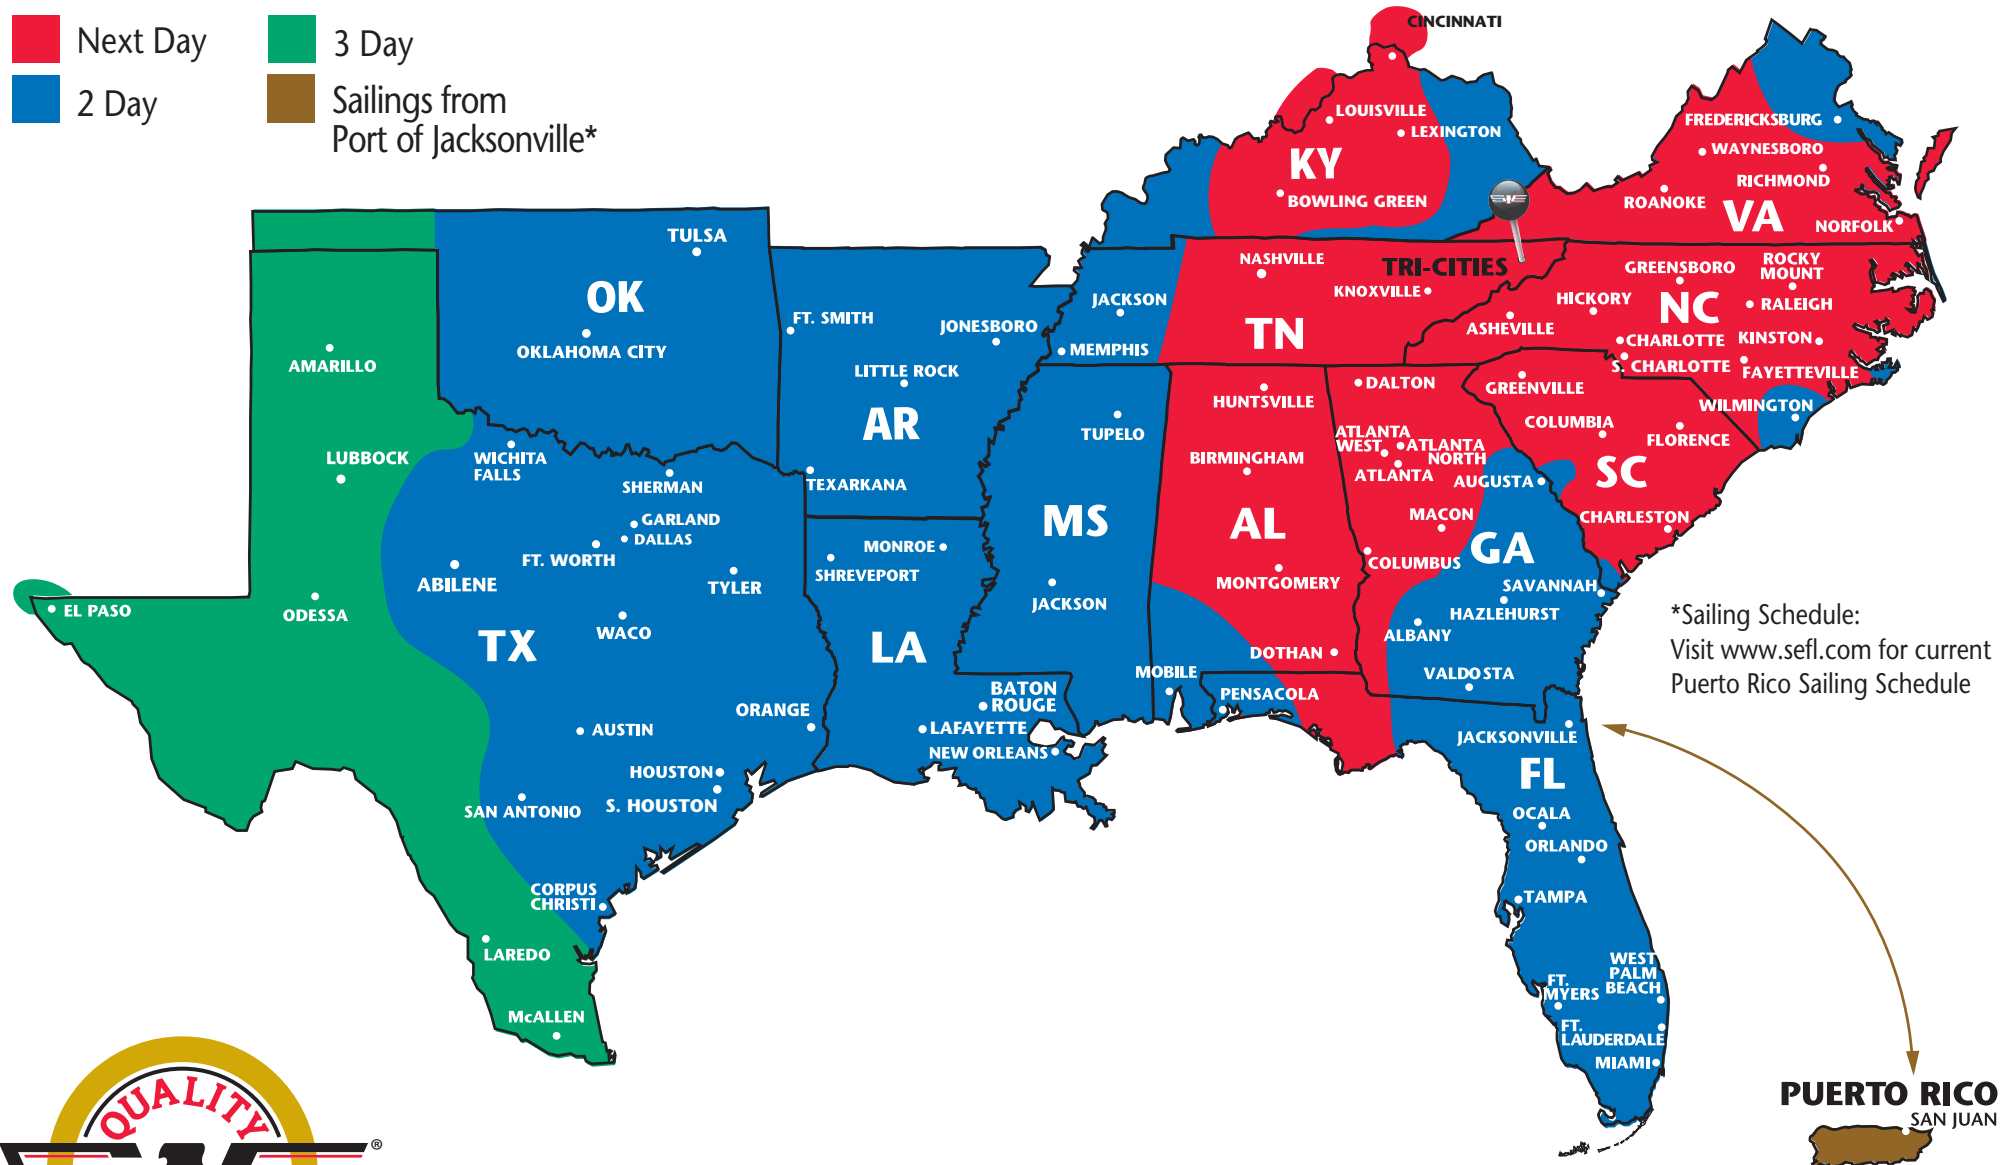 Next Day
2 Day
3 Day
Sailings from
Port of Jacksonville*
CINCINNATI
LOUISVILLE
LEXINGTON
KY
BOWLING GREEN
FREDERICKSBURG
WAYNESBORO
RICHMOND
ROANOKE
VA
NORFOLK
TULSA
OK
OKLAHOMA CITY
FT. SMITH
JONESBORO
LITTLE ROCK
AR
TEXARKANA
JACKSON
MEMPHIS
NASHVILLE
TRI-CITIES
KNOXVILLE
TN
GREENSBORO
ROCKY
MOUNT
HICKORY
NC
RALEIGH
ASHEVILLE
CHARLOTTE
KINSTON
S. CHARLOTTE
FAYETTEVILLE
WILMINGTON
AMARILLO
LUBBOCK
WICHITA
FALLS
SHERMAN
GARLAND
DALLAS
FT. WORTH
ABILENE
TYLER
EL PASO
ODESSA
WACO
TX
AUSTIN
ORANGE
HOUSTON
S. HOUSTON
SAN ANTONIO
CORPUS
CHRISTI
LAREDO
McALLEN
MONROE
SHREVEPORT
LA
BATON
ROUGE
LAFAYETTE
NEW ORLEANS
TUPELO
MS
JACKSON
HUNTSVILLE
BIRMINGHAM
AL
MONTGOMERY
DOTHAN
MOBILE
PENSACOLA
DALTON
ATLANTA
WEST
ATLANTA
NORTH
ATLANTA
AUGUSTA
MACON
GA
COLUMBUS
SAVANNAH
HAZLEHURST
ALBANY
VALDOSTA
GREENVILLE
COLUMBIA
FLORENCE
SC
CHARLESTON
JACKSONVILLE
FL
OCALA
ORLANDO
TAMPA
WEST
PALM
BEACH
FT.
MYERS
FT.
LAUDERDALE
MIAMI
*Sailing Schedule:
Visit www.sefl.com for current
Puerto Rico Sailing Schedule
PUERTO RICO
SAN JUAN
QUALITY
®